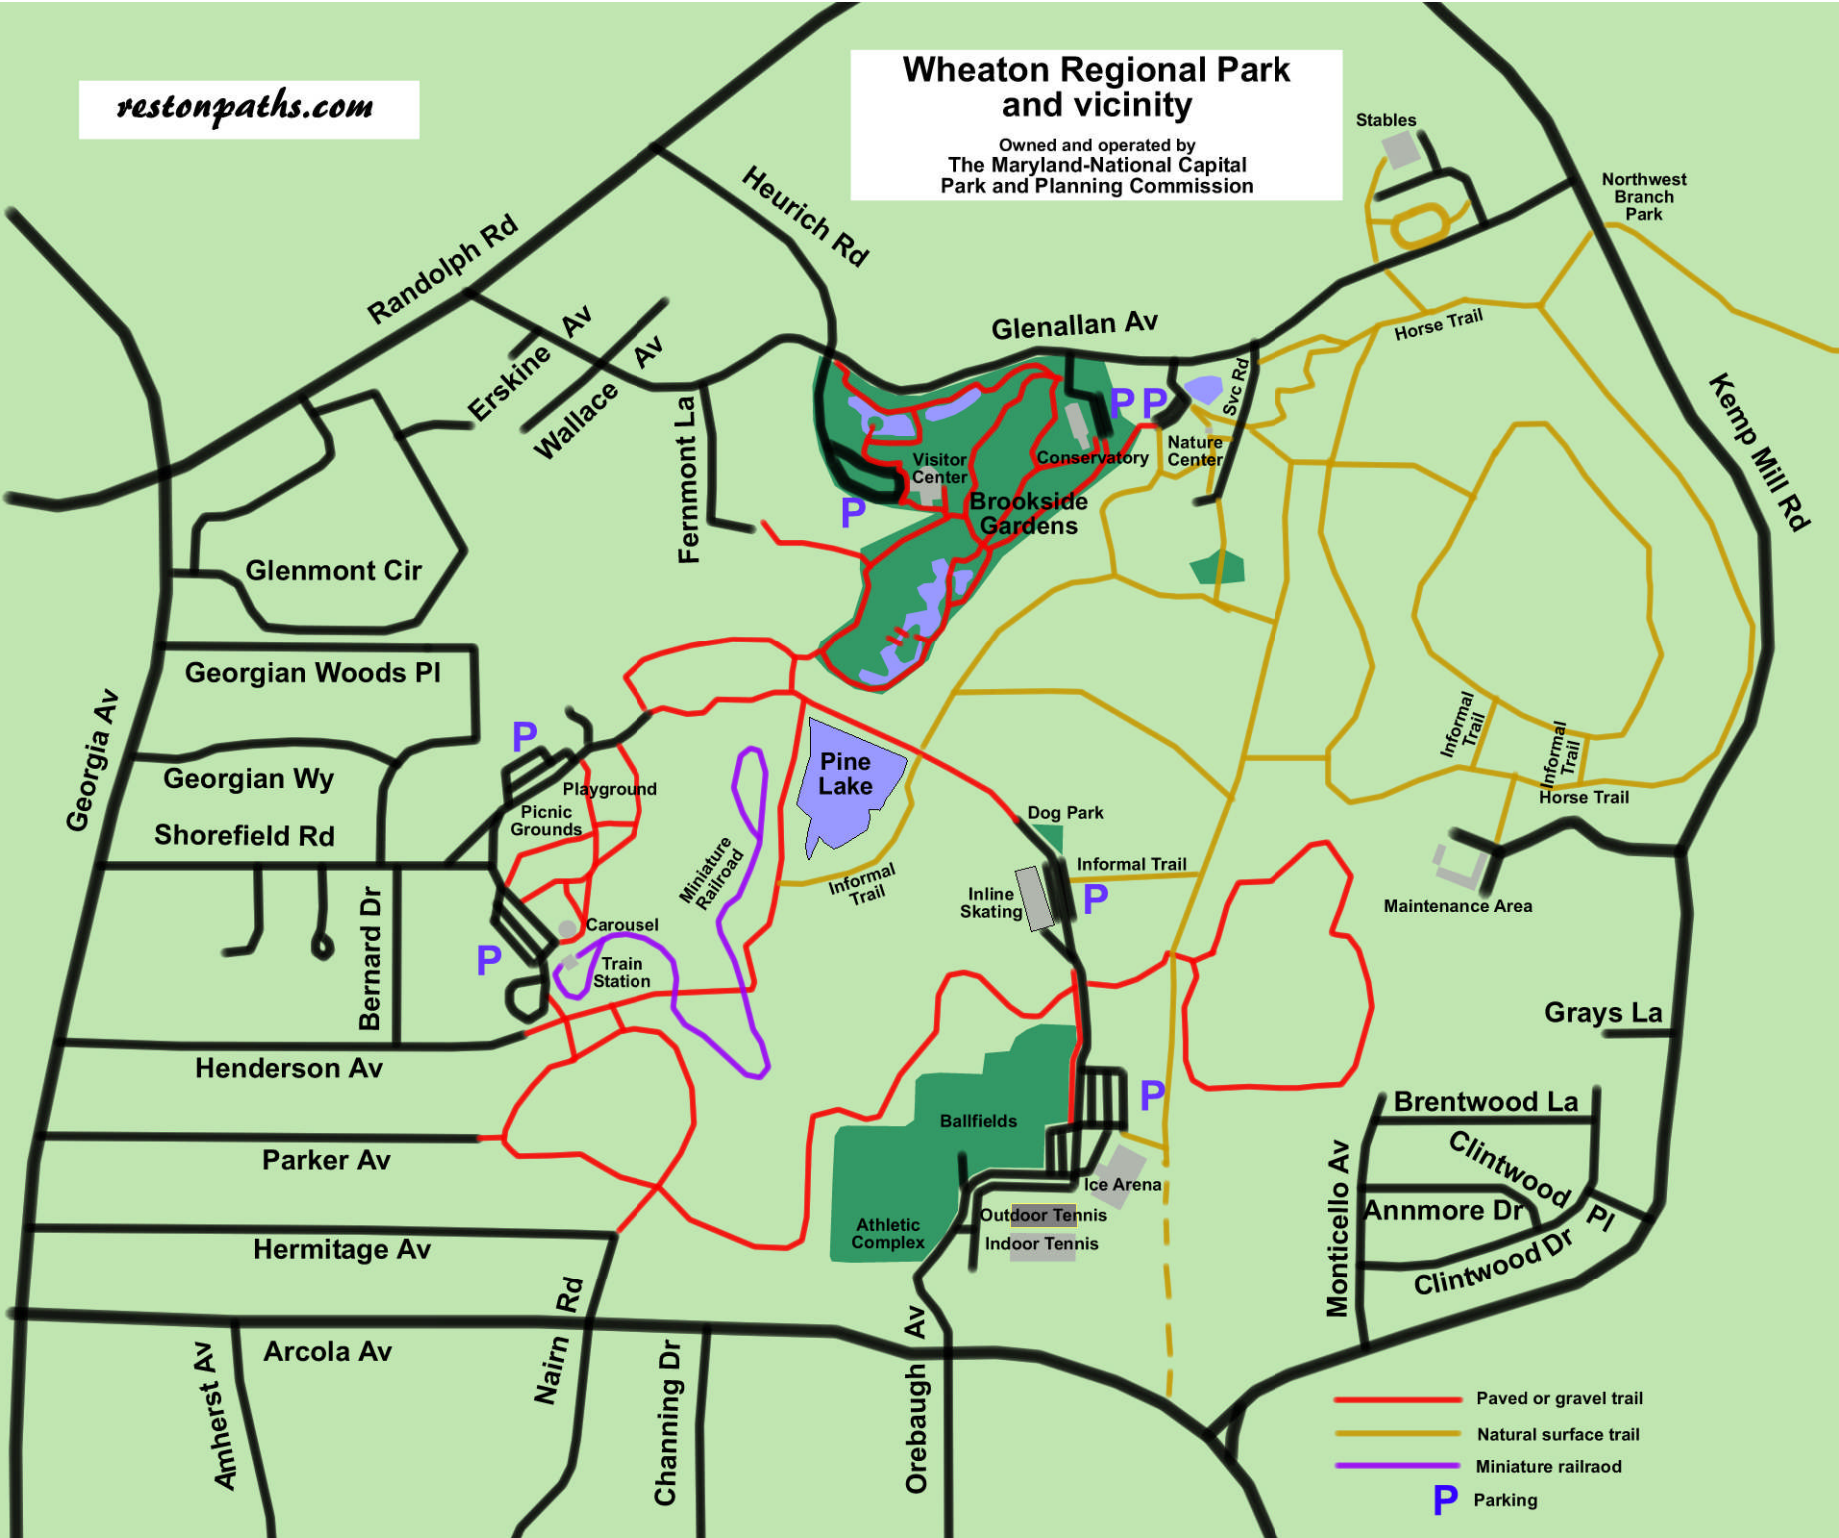 restonpaths.com
Wheaton Regional Park
and vicinity
Owned and operated by
The Maryland-National Capital
Park and Planning Commission
Stables
Northwest
Branch
Park
Heurich Rd
Randolph Rd
Erskine Av
Wallace Av
Glenallan Av
Horse Trail
Svc Rd
Kemp Mill Rd
Fernmont La
P
P P
Nature
Center
Visitor
Center
Conservatory
Brookside
Gardens
Glenmont Cir
Georgian Woods Pl
Georgia Av
Georgian Wy
Shorefield Rd
P
Playground
Picnic
Grounds
Pine
Lake
Miniature
Railroad
Informal
Trail
Dog Park
Informal Trail
Inline
Skating
P
Informal
Trail
Informal
Trail
Horse Trail
Maintenance Area
Bernard Dr
P
Carousel
Train
Station
Grays La
Henderson Av
Parker Av
Hermitage Av
Arcola Av
Amherst Av
Nairn Rd
Channing Dr
Orebaugh Av
Ballfields
Athletic
Complex
P
Ice Arena
Outdoor Tennis
Indoor Tennis
Monticello Av
Brentwood La
Clintwood Pl
Annmore Dr
Clintwood Dr
Paved or gravel trail
Natural surface trail
Miniature railraod
P Parking